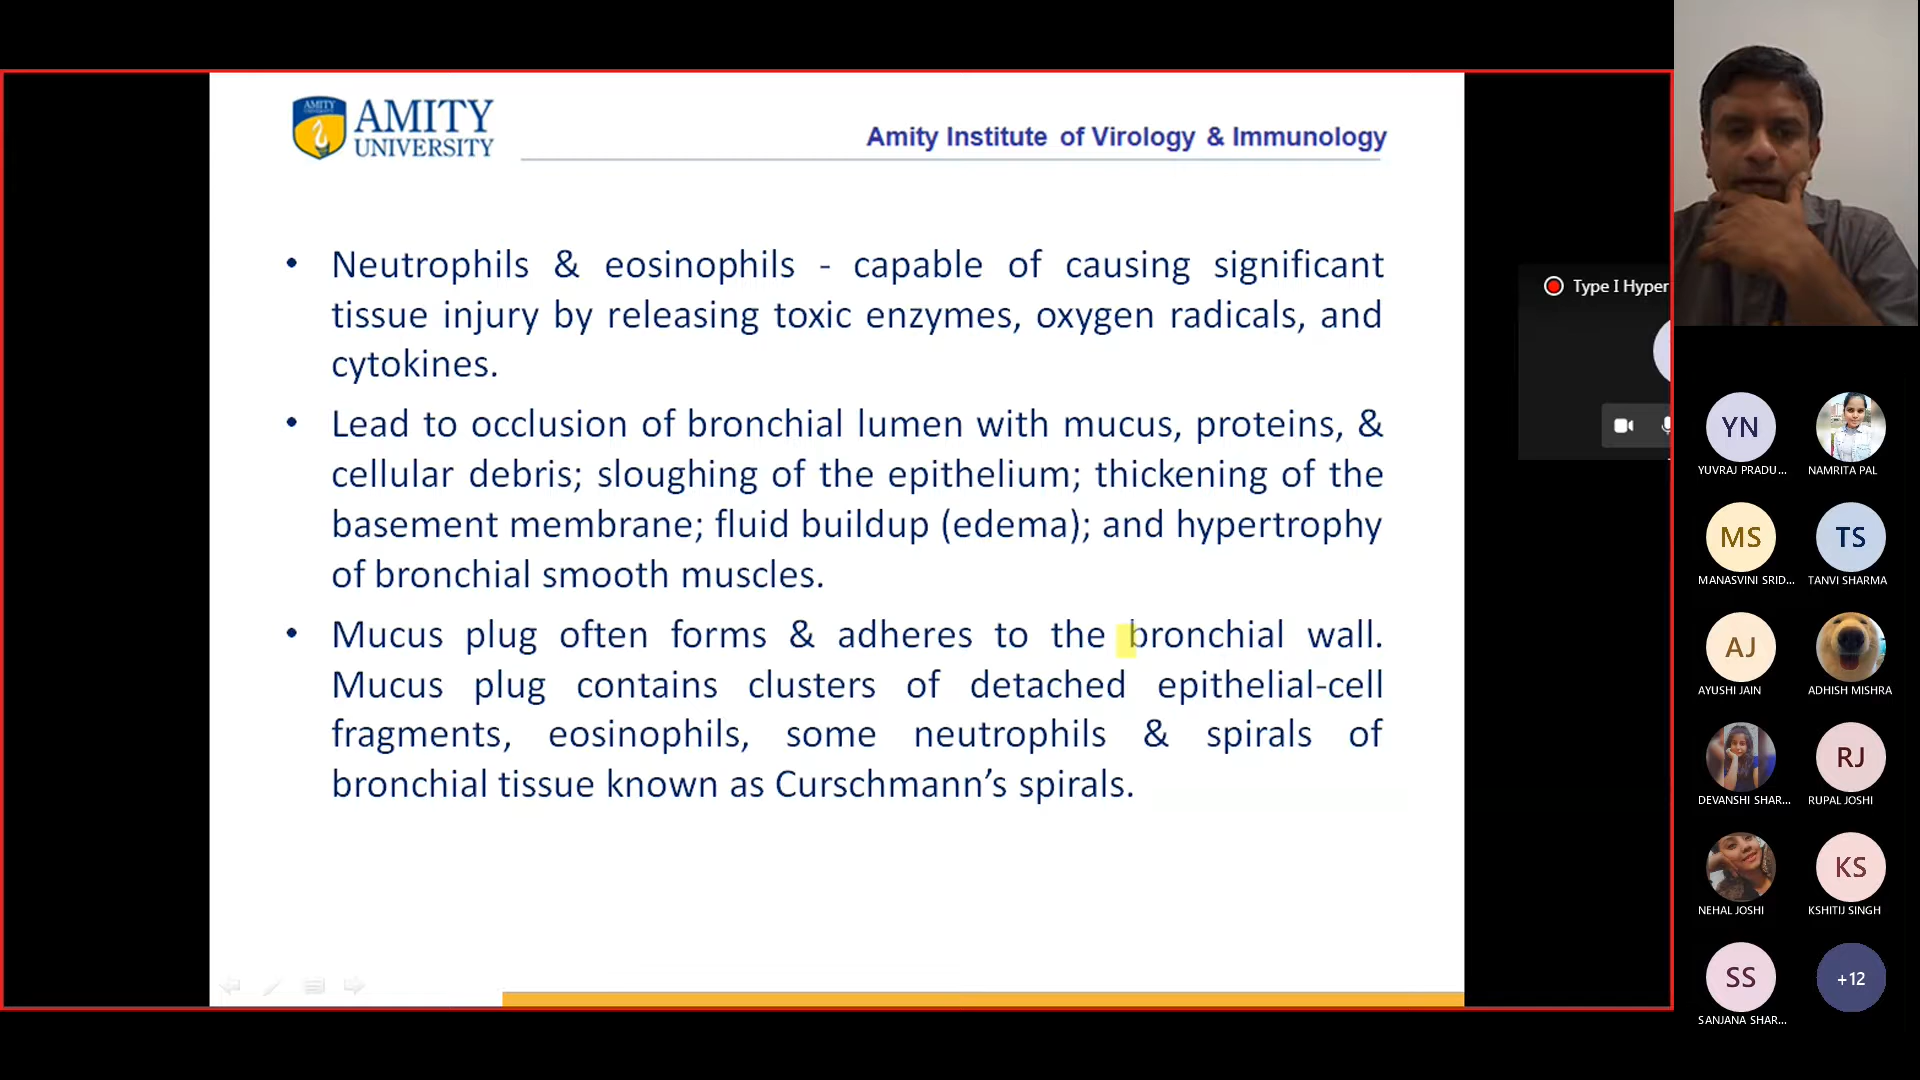 AMITY
AMITY
UNIVERSITY
Amity Institute of Virology & Immunology
• Neutrophils & eosinophils - capable of causing significant
tissue injury by releasing toxic enzymes, oxygen radicals, and
cytokines.
• Lead to occlusion of bronchial lumen with mucus, proteins, &
cellular debris; sloughing of the epithelium; thickening of the
basement membrane; fluid buildup (edema); and hypertrophy
of bronchial smooth muscles.
• Mucus plug often forms & adheres to the bronchial wall.
Mucus plug contains clusters of detached epithelial-cell
fragments, eosinophils, some neutrophils & spirals of
bronchial tissue known as Curschmann’s spirals.
Type I Hyper
YN
YUVRAJ PRADU...
NAMRITA PAL
MS
MANASVINI SRID...
TS
TANVI SHARMA
AJ
AYUSHI JAIN
ADHISH MISHRA
DEVANSHI SHAR...
RJ
RUPAL JOSHI
NEHAL JOSHI
KS
KSHITIJ SINGH
SS
SANJANA SHAR...
+12